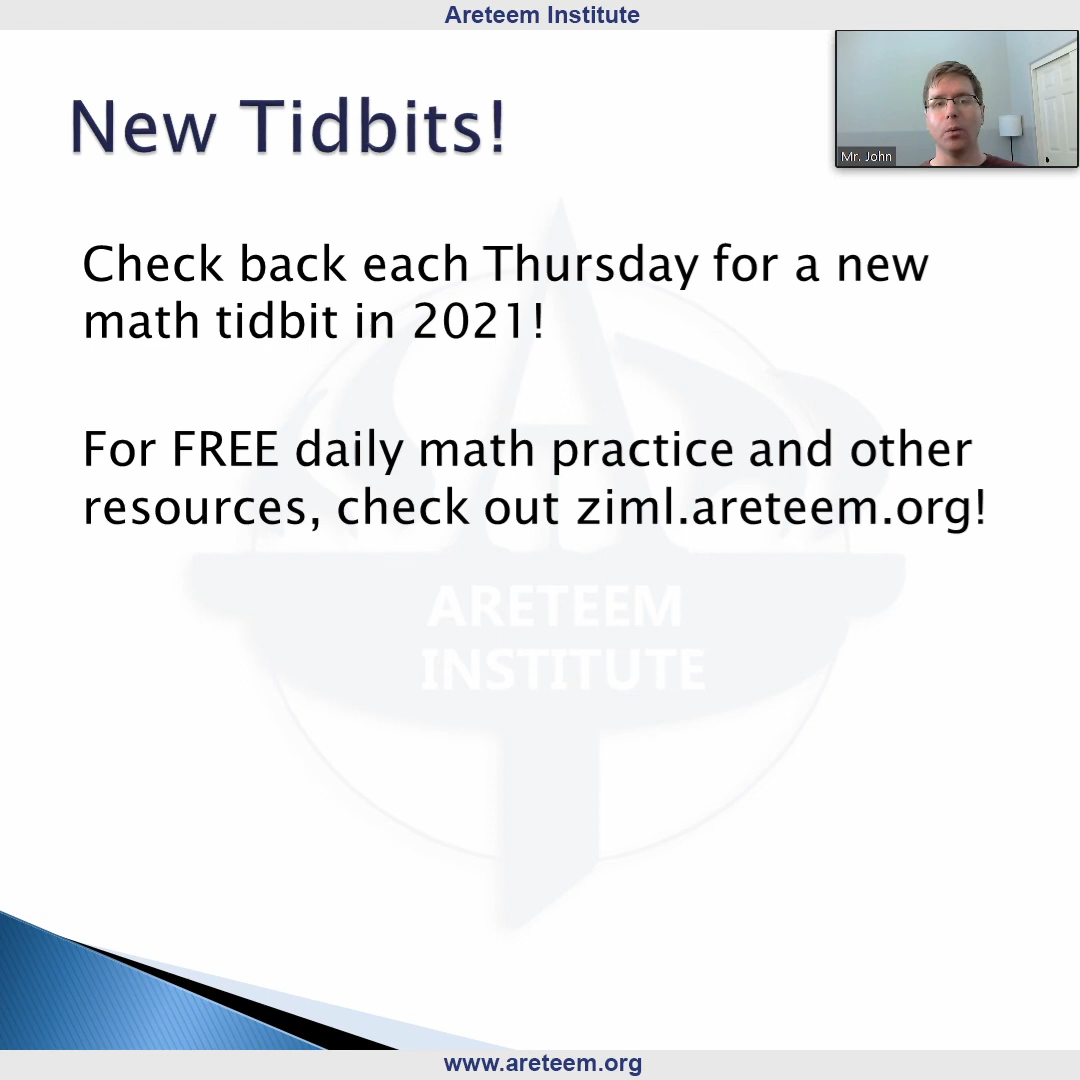 Areteem Institute
New Tidbits!
Mr. John
Check back each Thursday for a new
math tidbit in 2021!
For FREE daily math practice and other
resources, check out ziml.areteem.org!
ARETEEM
INSTITUTE
www.areteem.org